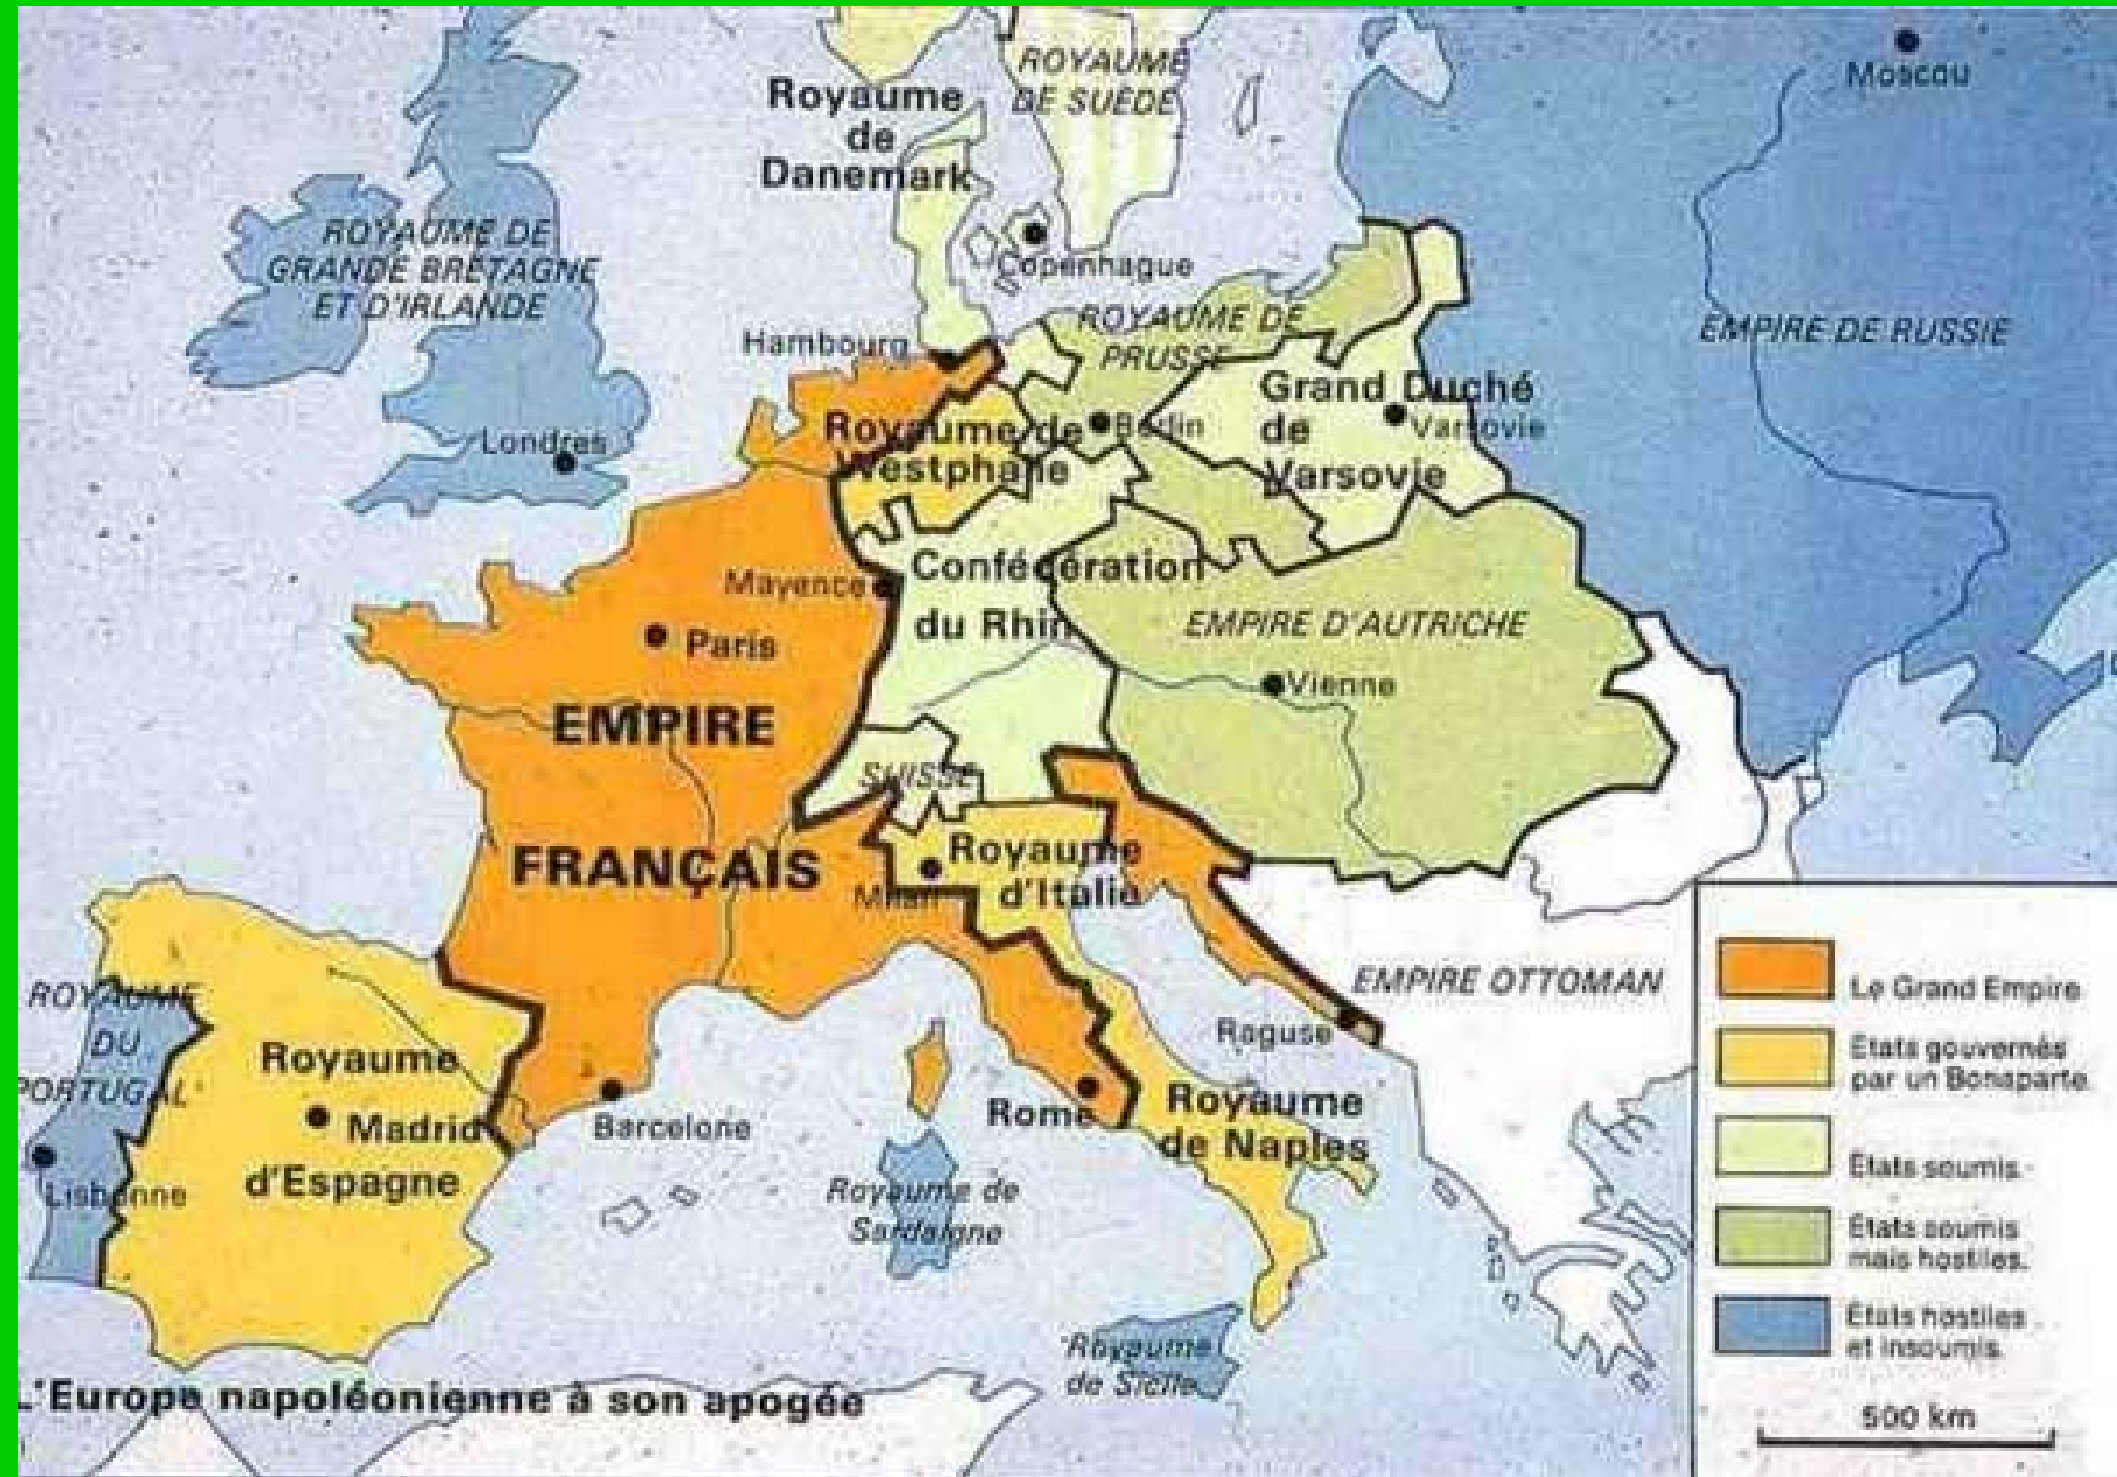 ROYAUME
DE SUÈDE
Moscou
Royaume
de
Danemark
ROYAUME DE
GRANDE BRETAGNE
ET D'IRLANDE
Copenhague
Hambourg
ROYAUME DE
PRUSSE
EMPIRE DE RUSSIE
Grand Duché
de
Varsovie
Varsovie
Berlin
Royaume de
Westphalie
Londres
Confédération
du Rhin
Mayence
Paris
EMPIRE D'AUTRICHE
Vienne
EMPIRE
FRANÇAIS
SUISSE
Royaume
d'Italie
Milan
ROYAUME
DU
PORTUGAL
Lisbonne
Royaume
Madrid
d'Espagne
Barcelone
Rome
Raguse
EMPIRE OTTOMAN
Royaume
de Naples
Royaume de
Sardaigne
Royaume
de Sicile
L'Europe napoléonienne à son apogée
Le Grand Empire
Etats gouvernés
par un Bonaparte.
Etats soumis.
Etats soumis
mais hostiles.
États hostiles
et insoumis.
500 km